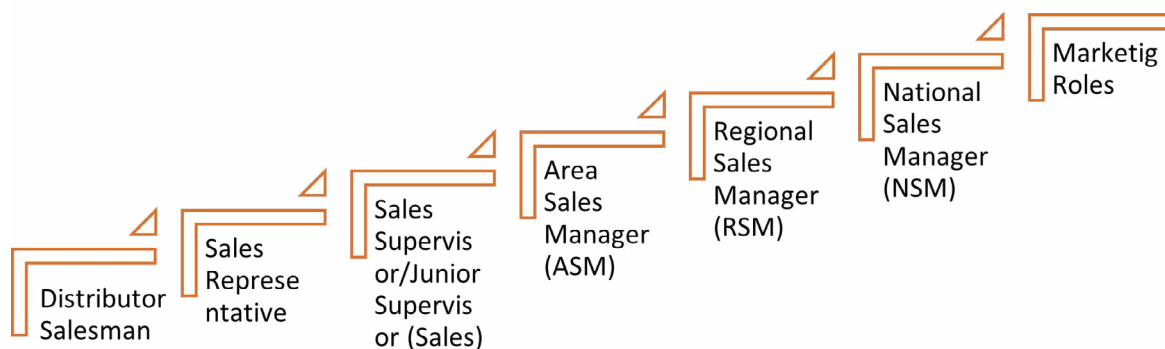 Distributor
Salesman
Sales
Represe
ntative
Sales
Supervis
or/Junior
Supervis
or (Sales)
Area
Sales
Manager
(ASM)
Regional
Sales
Manager
(RSM)
National
Sales
Manager
(NSM)
Marketig
Roles